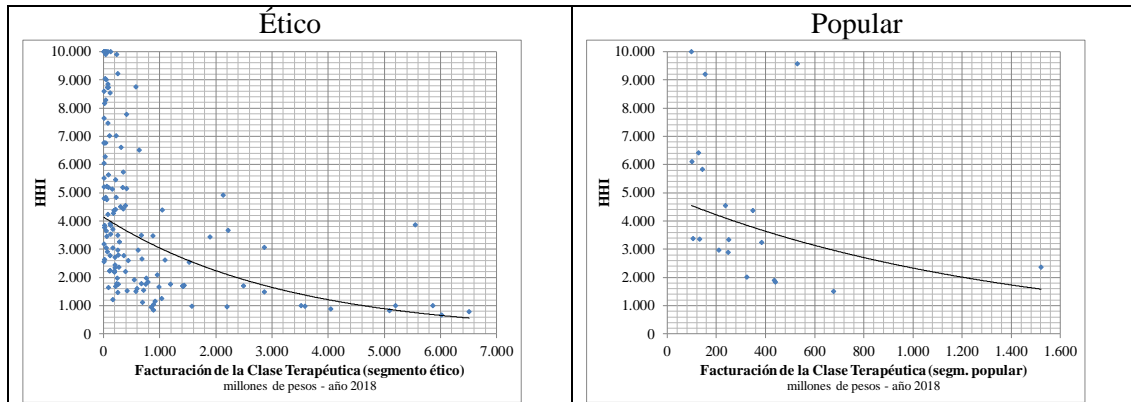 Ético
10.000
9.000
8.000
7.000
6.000
5.000
4.000
3.000
2.000
1.000
0
HHI
0 1.000 2.000 3.000 4.000 5.000 6.000 7.000
Facturación de la Clase Terapéutica (segmento ético)
millones de pesos - año 2018
Popular
10.000
9.000
8.000
7.000
6.000
5.000
4.000
3.000
2.000
1.000
0
HHI
0 200 400 600 800 1.000 1.200 1.400 1.600
Facturación de la Clase Terapéutica (segm. popular)
millones de pesos - año 2018